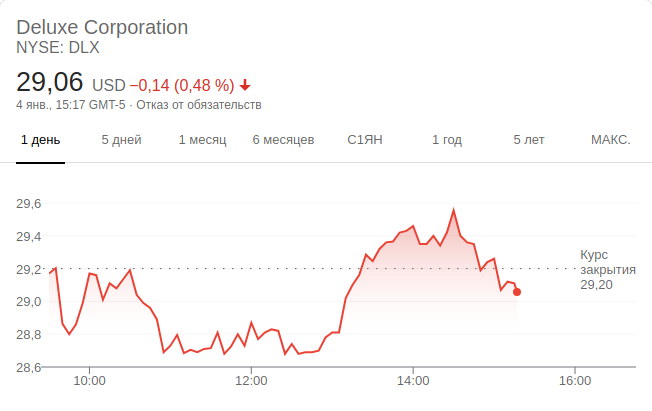 Deluxe Corporation
NYSE: DLX
29,06 USD −0,14 (0,48 %)
4 янв., 15:17 GMT-5 · Отказ от обязательств
1 день 5 дней 1 месяц 6 месяцев С1ЯН 1 год 5 лет МАКС.
29,6
29,4
29,2
29,0
28,8
28,6
Курс
закрытия
29,20
10:00 12:00 14:00 16:00